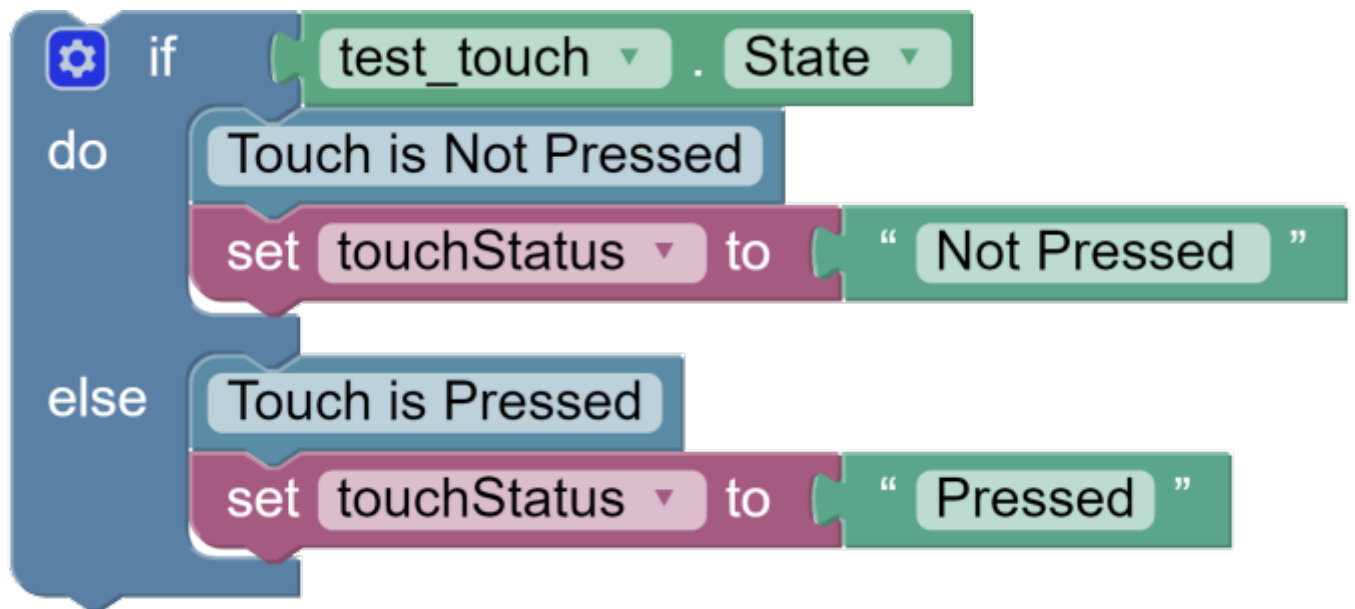 if test_touch . State
do Touch is Not Pressed
set touchStatus to “ Not Pressed ”
else Touch is Pressed
set touchStatus to “ Pressed ”